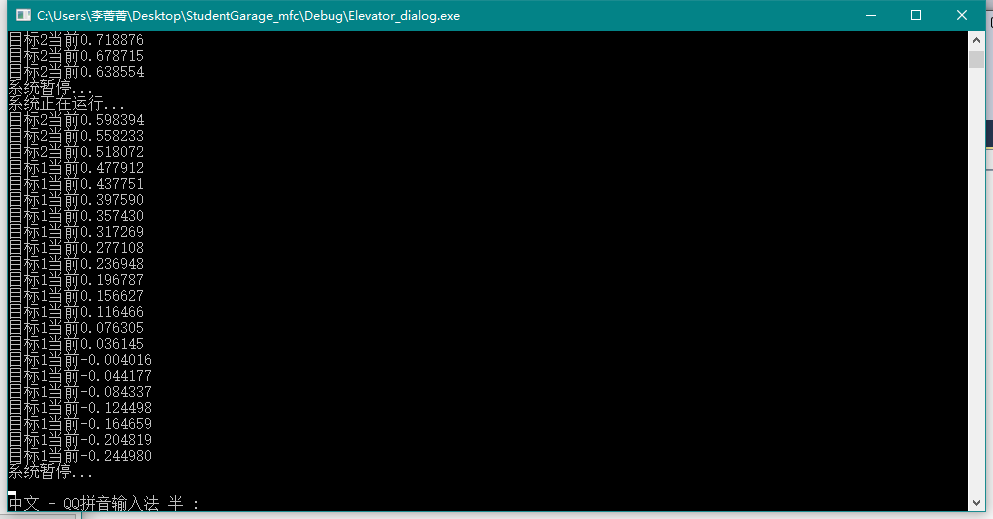 C:\Users\李菁菁\Desktop\StudentGarage_mfc\Debug\Elevator_dialog.exe
目标2当前0.718876
目标2当前0.678715
目标2当前0.638554
系统暂停...
系统正在运行...
目标2当前0.598394
目标2当前0.558233
目标2当前0.518072
目标1当前0.477912
目标1当前0.437751
目标1当前0.397590
目标1当前0.357430
目标1当前0.317269
目标1当前0.277108
目标1当前0.236948
目标1当前0.196787
目标1当前0.156627
目标1当前0.116466
目标1当前0.076305
目标1当前0.036145
目标1当前-0.004016
目标1当前-0.044177
目标1当前-0.084337
目标1当前-0.124498
目标1当前-0.164659
目标1当前-0.204819
目标1当前-0.244980
系统暂停...
中文 - QQ拼音输入法 半 :